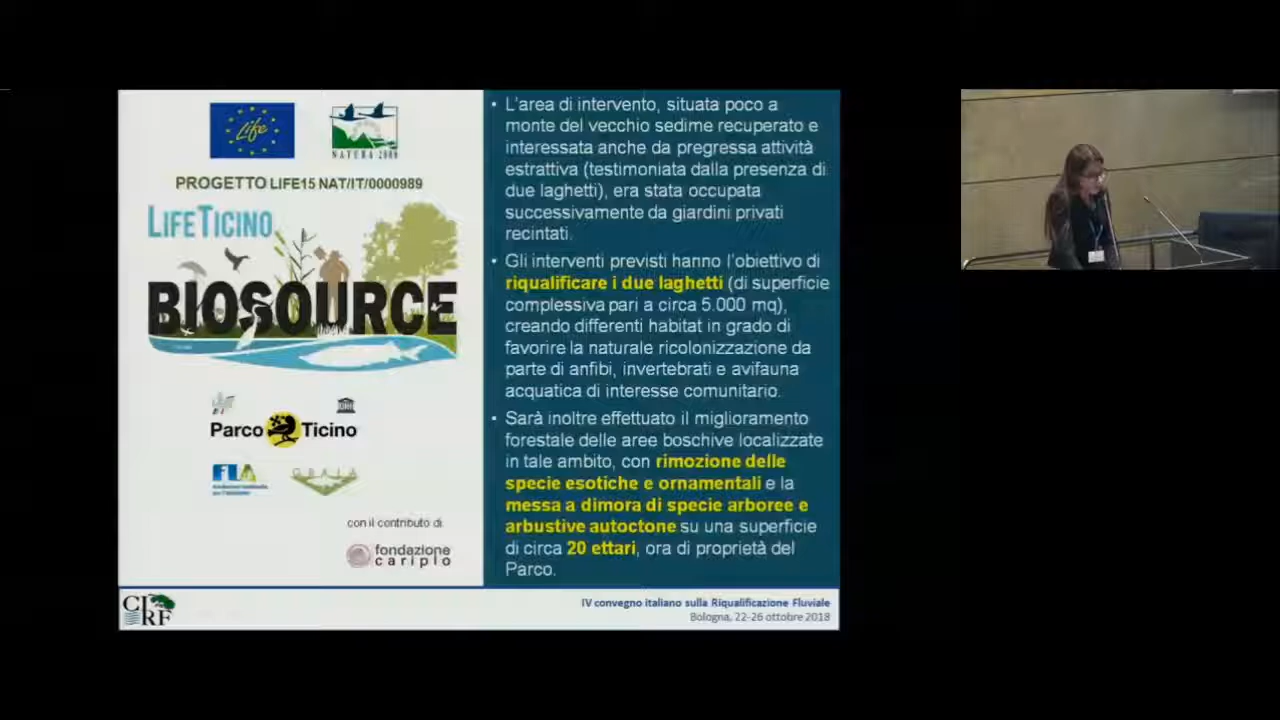 Life
NATURA 2000
PROGETTO LIFE15 NAT/IT/0000989
LIFETICINO
BIOSOURCE
Parco Ticino
FLA
GRAIA
con il contributo di
fondazione
cariplo
• L'area di intervento, situata poco a
monte del vecchio sedime recuperato e
interessata anche da pregressa attività
estrattiva (testimoniata dalla presenza di
due laghetti), era stata occupata
successivamente da giardini privati
recintati.
• Gli interventi previsti hanno l'obiettivo di
riqualificare i due laghetti (di superficie
complessiva pari a circa 5.000 mq),
creando differenti habitat in grado di
favorire la naturale ricolonizzazione da
parte di anfibi, invertebrati e avifauna
acquatica di interesse comunitario.
• Sarà inoltre effettuato il miglioramento
forestale delle aree boschive localizzate
in tale ambito, con rimozione delle
specie esotiche e ornamentali e la
messa a dimora di specie arboree e
arbustive autoctone su una superficie
di circa 20 ettari, ora di proprietà del
Parco.
CIRF
IV convegno italiano sulla Riqualificazione Fluviale
Bologna, 22-26 ottobre 2018